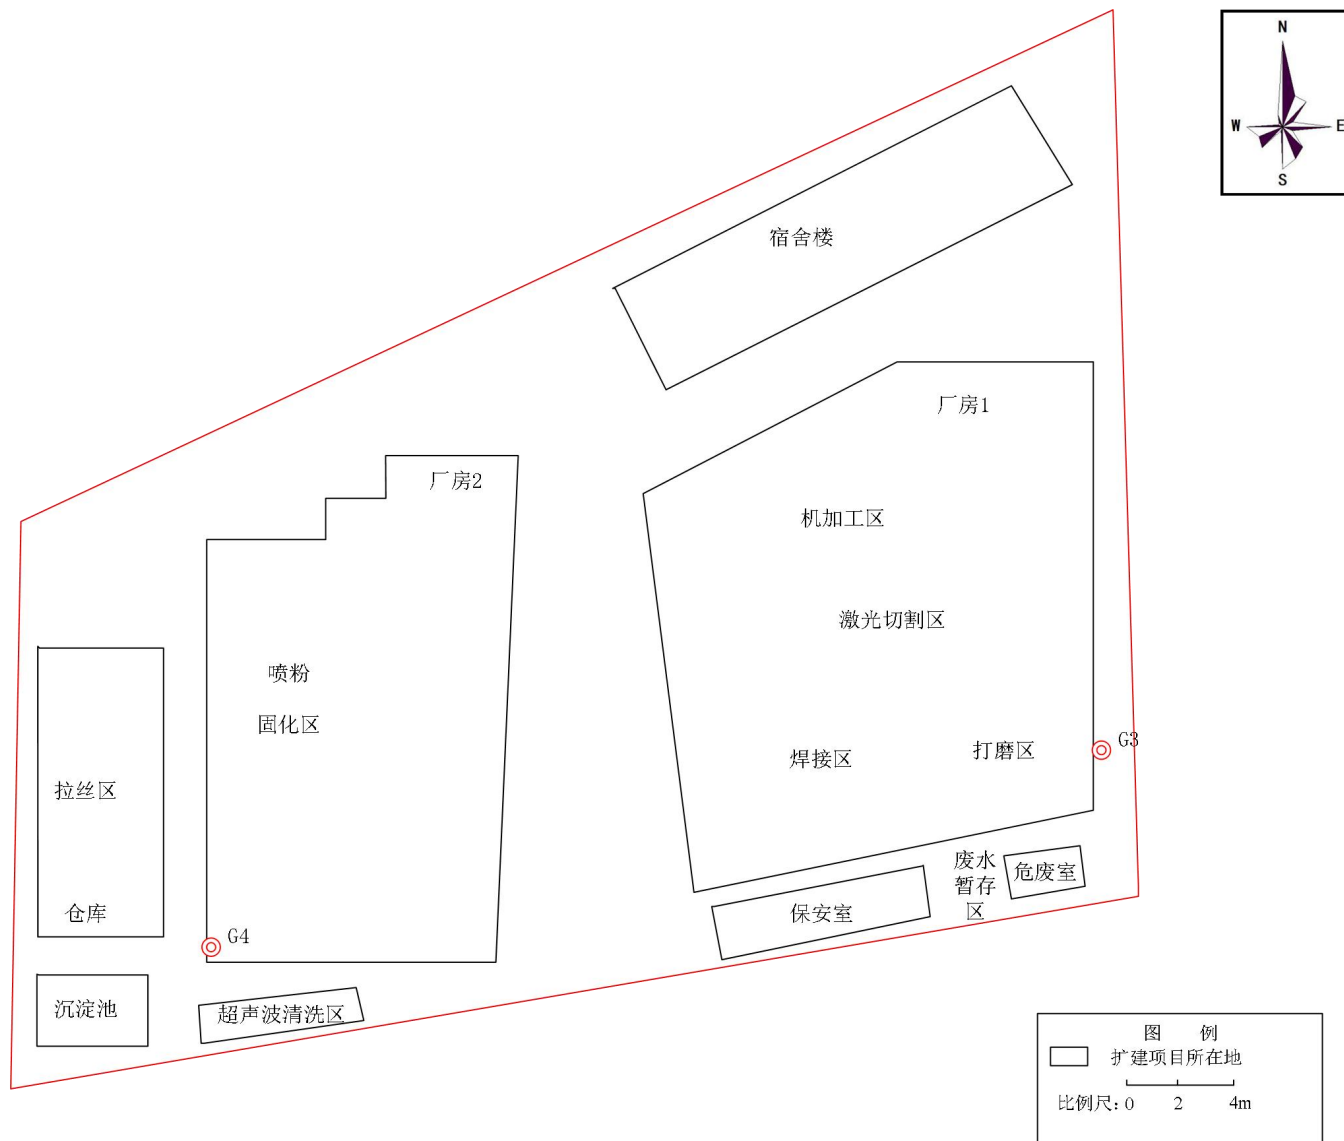 N
W
E
S
宿舍楼
厂房1
厂房2
机加工区
激光切割区
喷粉
固化区
焊接区
打磨区
G3
拉丝区
仓库
G4
废水
暂存
区
危废室
保安室
沉淀池
超声波清洗区
图 例
扩建项目所在地
比例尺: 0 2 4m